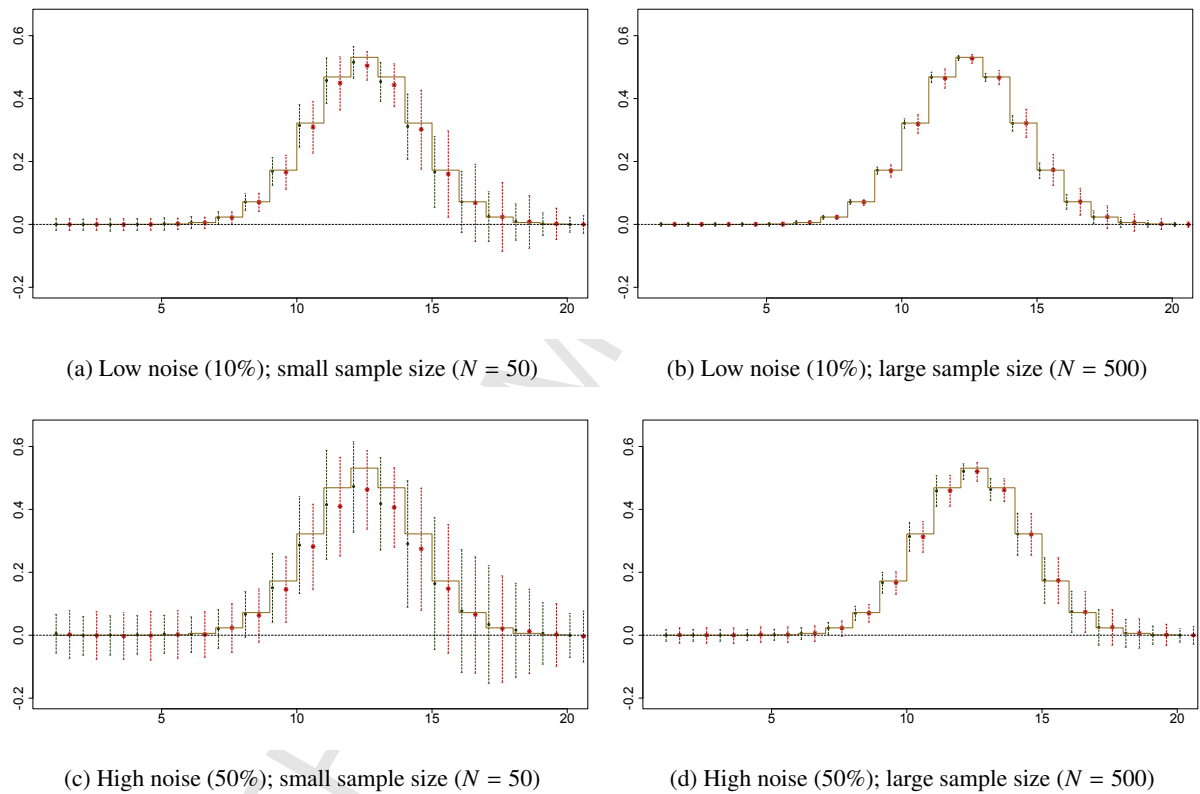 0.6
0.4
0.2
0.0
-0.2
5 10 15 20
0.6
0.4
0.2
0.0
-0.2
5 10 15 20
(a) Low noise (10%); small sample size (N = 50)
(b) Low noise (10%); large sample size (N = 500)
0.6
0.4
0.2
0.0
-0.2
5 10 15 20
0.6
0.4
0.2
0.0
-0.2
5 10 15 20
(c) High noise (50%); small sample size (N = 50)
(d) High noise (50%); large sample size (N = 500)